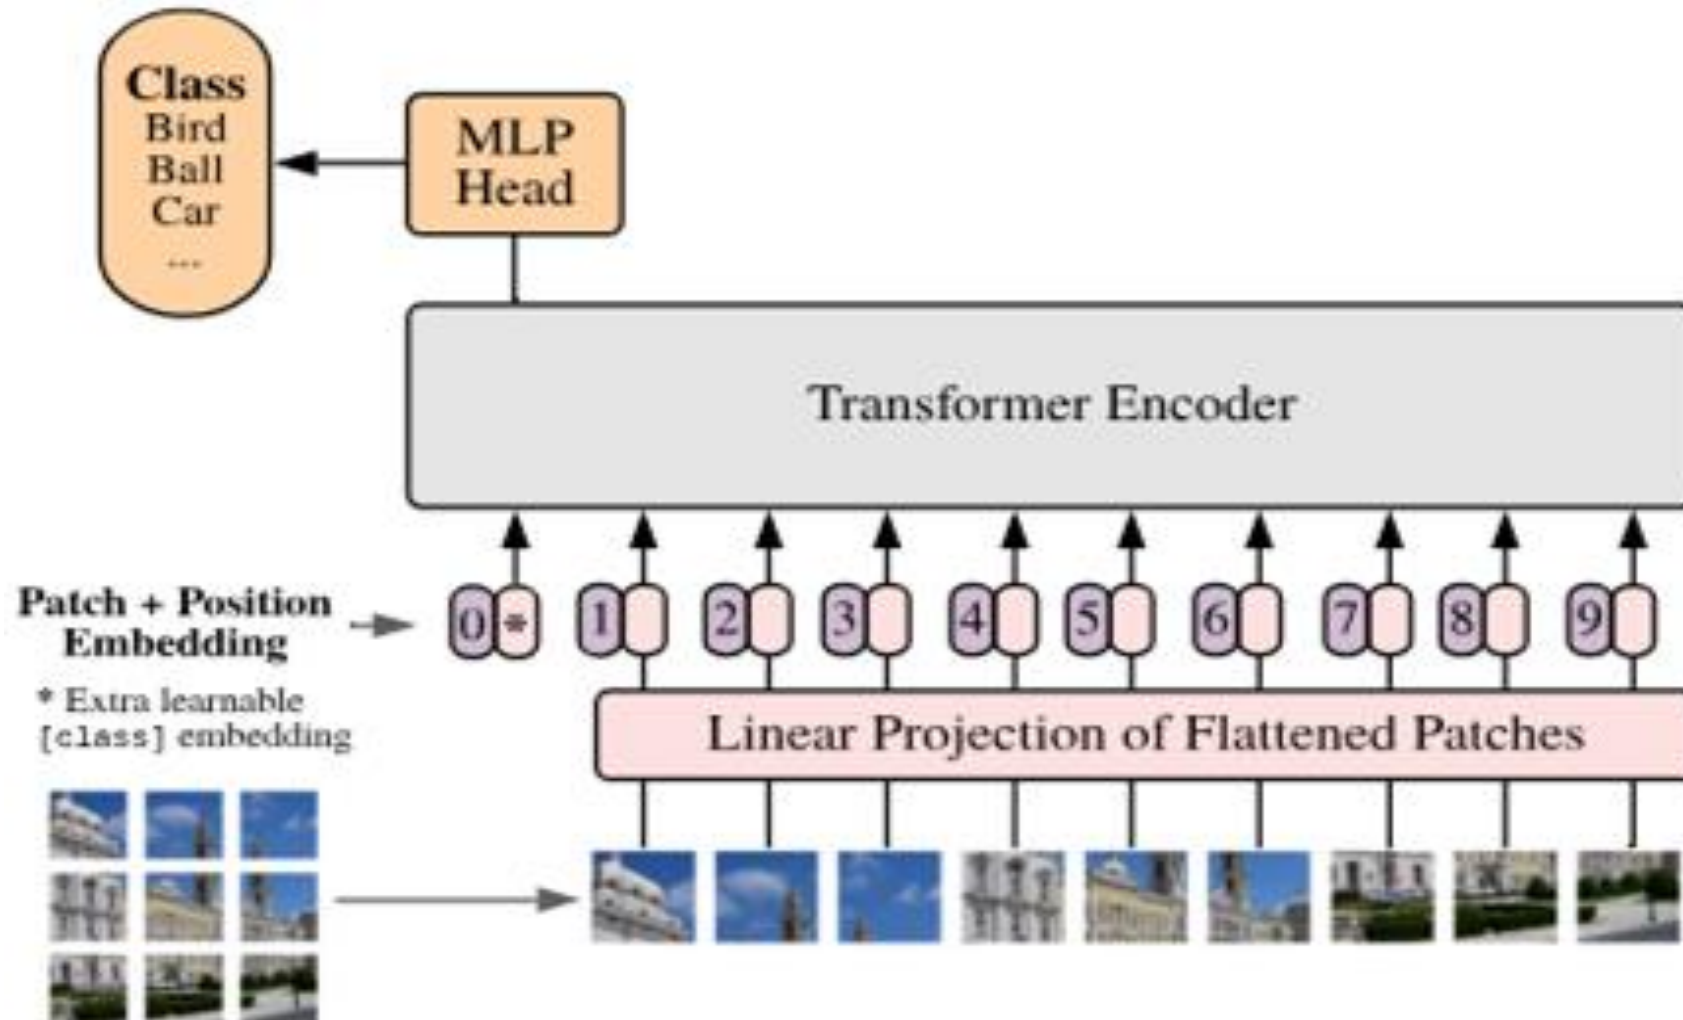 Class
Bird
Ball
Car
...
MLP
Head
Transformer Encoder
Patch + Position
Embedding
0 * 1 2 3 4 5 6 7 8 9
* Extra learnable
[class] embedding
Linear Projection of Flattened Patches